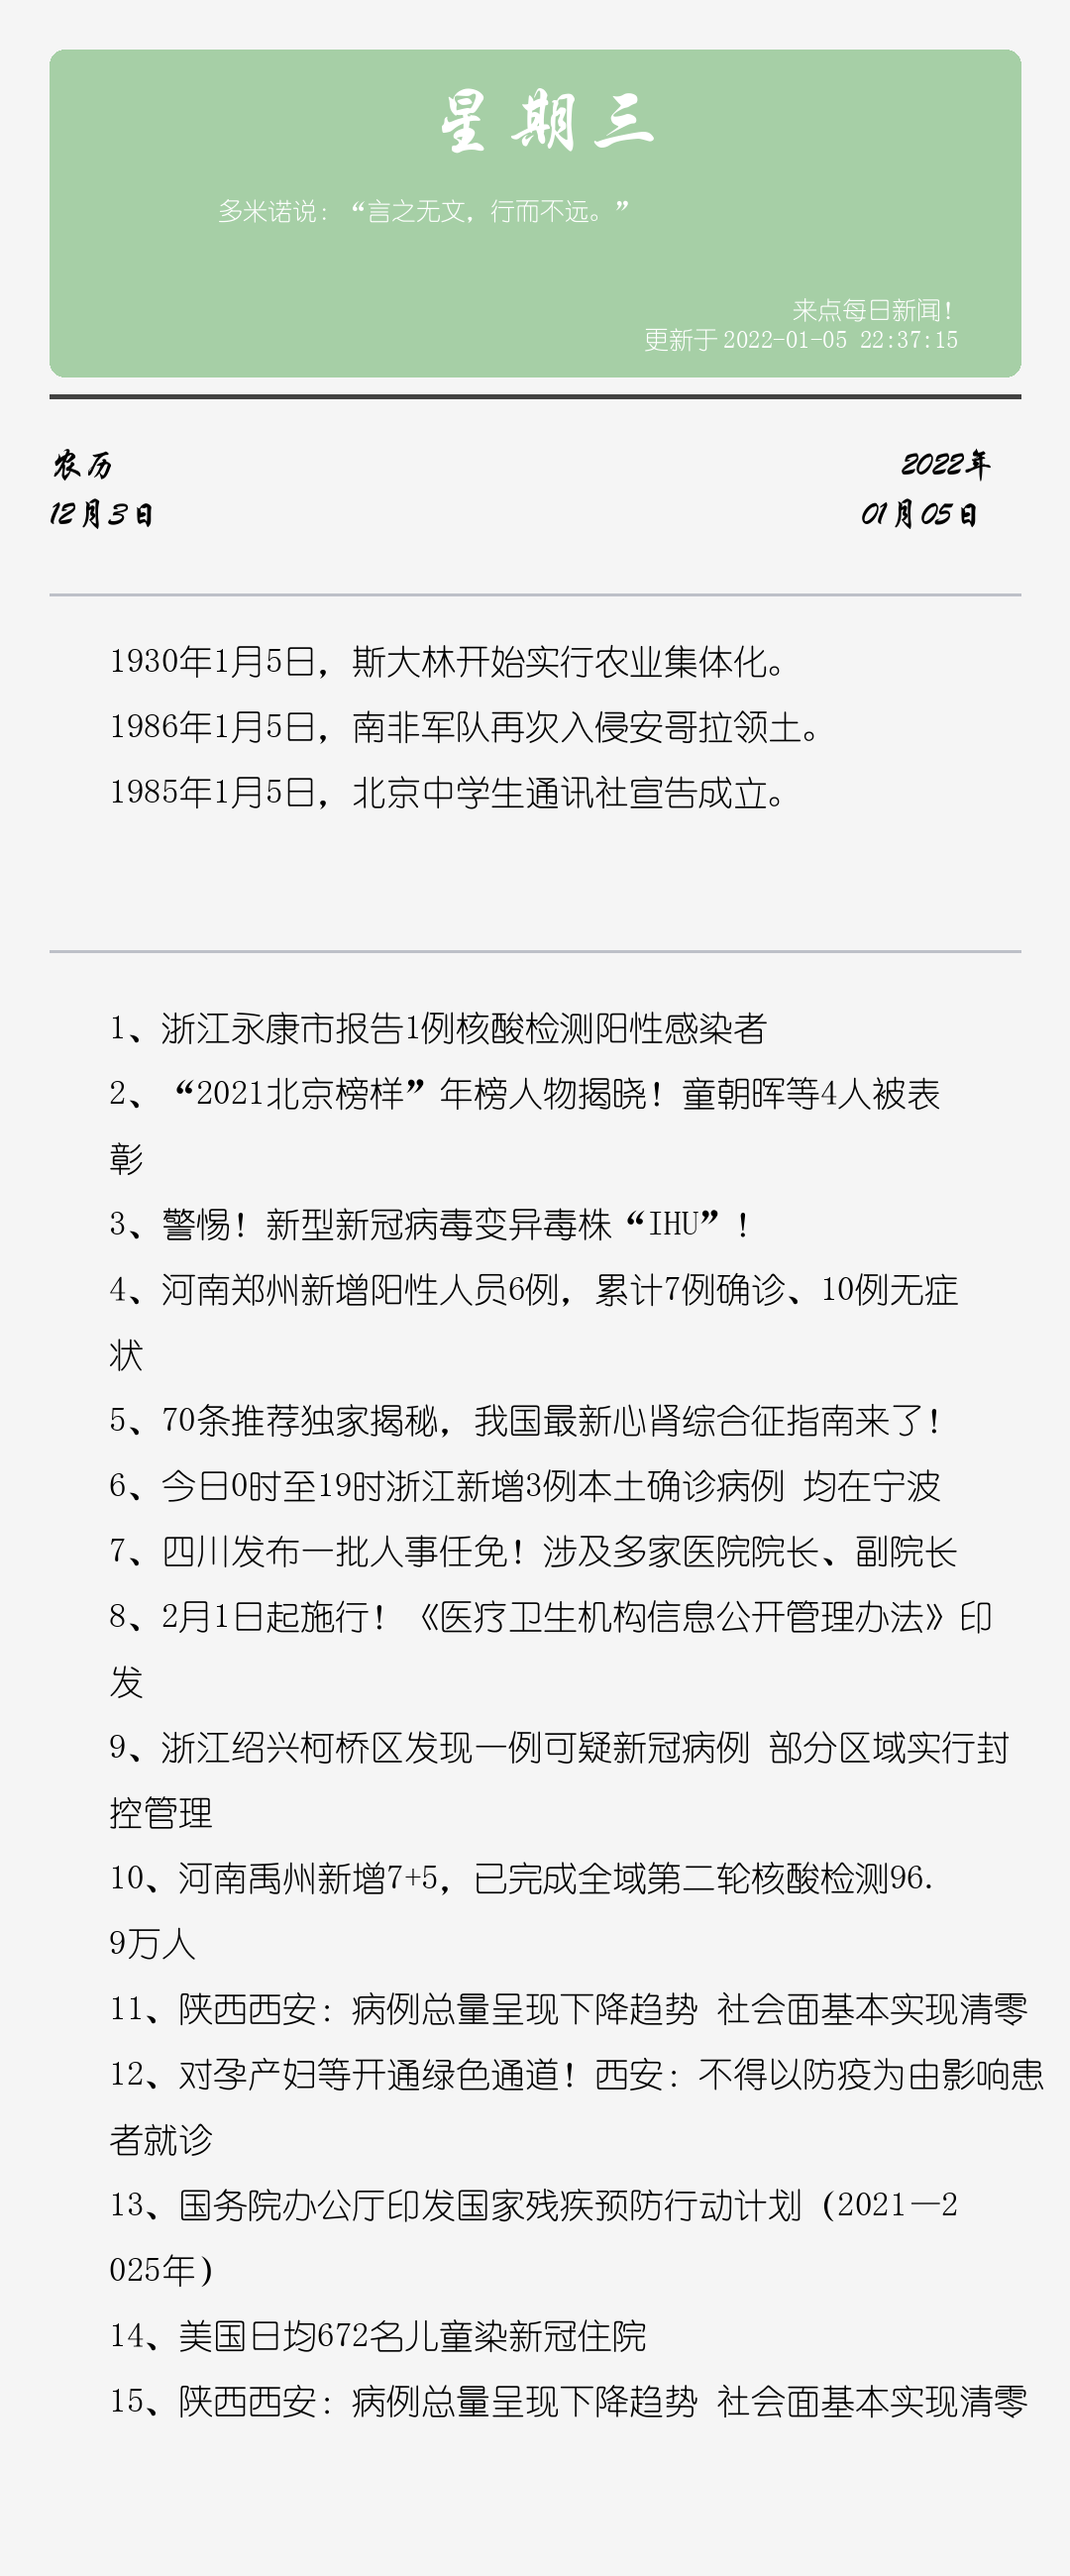 星期三
多米诺说：“言之无文，行而不远。”
来点每日新闻！
更新于 2022-01-05 22:37:15
农历
2022年
12月3日
01月05日
1930年1月5日，斯大林开始实行农业集体化。
1986年1月5日，南非军队再次入侵安哥拉领土。
1985年1月5日，北京中学生通讯社宣告成立。
1、浙江永康市报告1例核酸检测阳性感染者
2、“2021北京榜样”年榜人物揭晓！童朝晖等4人被表
彰
3、警惕！新型新冠病毒变异毒株“IHU”！
4、河南郑州新增阳性人员6例，累计7例确诊、10例无症
状
5、70条推荐独家揭秘，我国最新心肾综合征指南来了！
6、今日0时至19时浙江新增3例本土确诊病例 均在宁波
7、四川发布一批人事任免！涉及多家医院院长、副院长
8、2月1日起施行！《医疗卫生机构信息公开管理办法》印
发
9、浙江绍兴柯桥区发现一例可疑新冠病例 部分区域实行封
控管理
10、河南禹州新增7+5，已完成全域第二轮核酸检测96.
9万人
11、陕西西安：病例总量呈现下降趋势 社会面基本实现清零
12、对孕产妇等开通绿色通道！西安：不得以防疫为由影响患
者就诊
13、国务院办公厅印发国家残疾预防行动计划（2021—2
025年）
14、美国日均672名儿童染新冠住院
15、陕西西安：病例总量呈现下降趋势 社会面基本实现清零